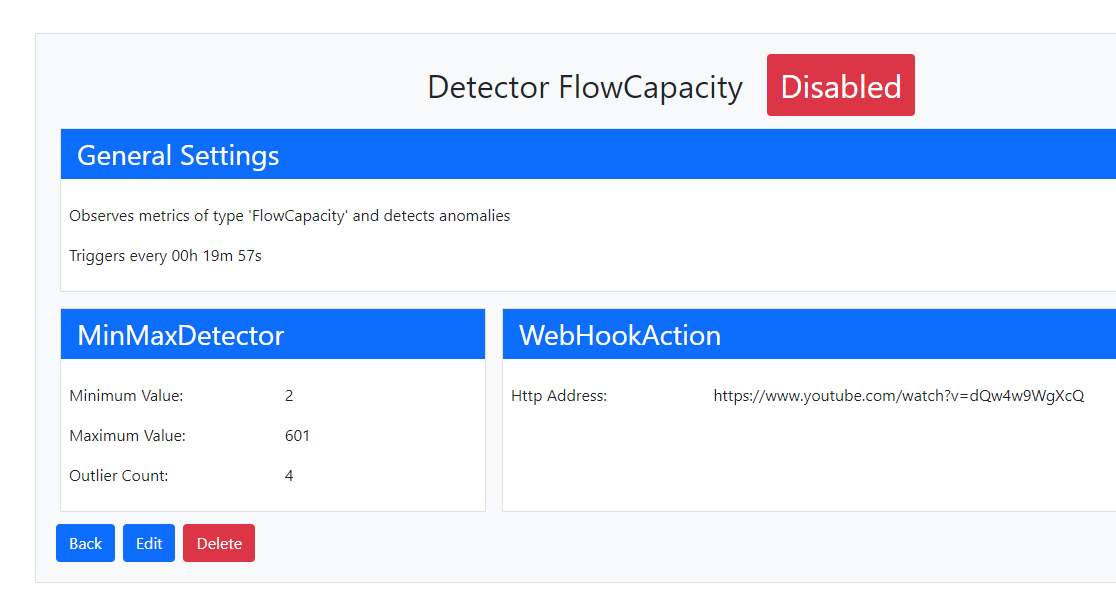 Detector FlowCapacity Disabled
General Settings
Observes metrics of type 'FlowCapacity' and detects anomalies
Triggers every 00h 19m 57s
MinMaxDetector
Minimum Value: 2
Maximum Value: 601
Outlier Count: 4
WebHookAction
Http Address: https://www.youtube.com/watch?v=dQw4w9WgXcQ
Back Edit Delete